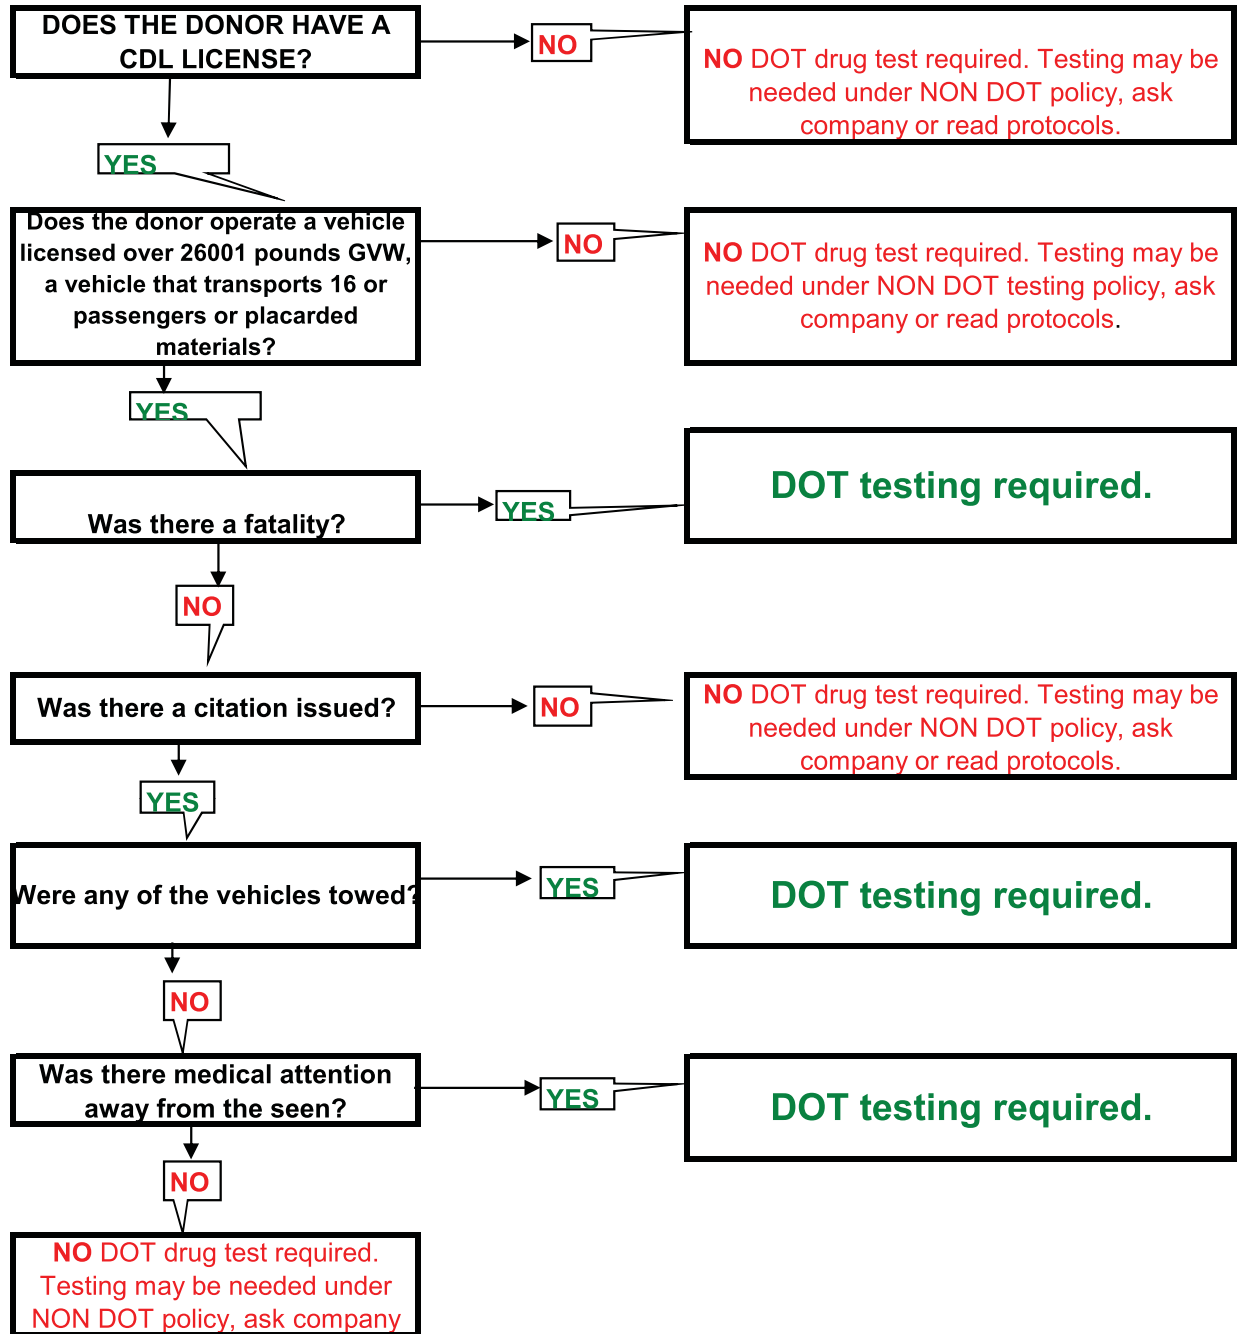 DOES THE DONOR HAVE A
CDL LICENSE?
NO
NO DOT drug test required. Testing may be
needed under NON DOT policy, ask
company or read protocols.
YES
Does the donor operate a vehicle
licensed over 26001 pounds GVW,
a vehicle that transports 16 or
passengers or placarded
materials?
NO
NO DOT drug test required. Testing may be
needed under NON DOT testing policy, ask
company or read protocols.
YES
Was there a fatality?
YES
DOT testing required.
NO
Was there a citation issued?
NO
NO DOT drug test required. Testing may be
needed under NON DOT policy, ask
company or read protocols.
YES
Were any of the vehicles towed?
YES
DOT testing required.
NO
Was there medical attention
away from the seen?
YES
DOT testing required.
NO
NO DOT drug test required.
Testing may be needed under
NON DOT policy, ask company